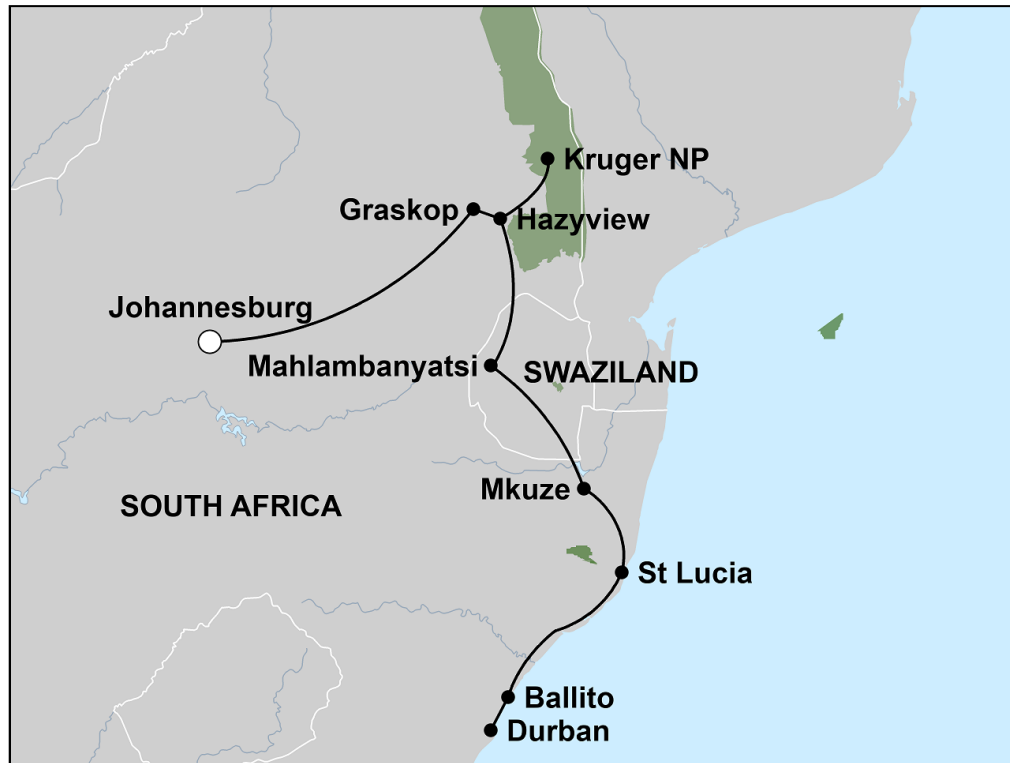 Kruger NP
Graskop
Hazyview
Johannesburg
Mahlambanyatsi
SWAZILAND
Mkuze
SOUTH AFRICA
St Lucia
Ballito
Durban